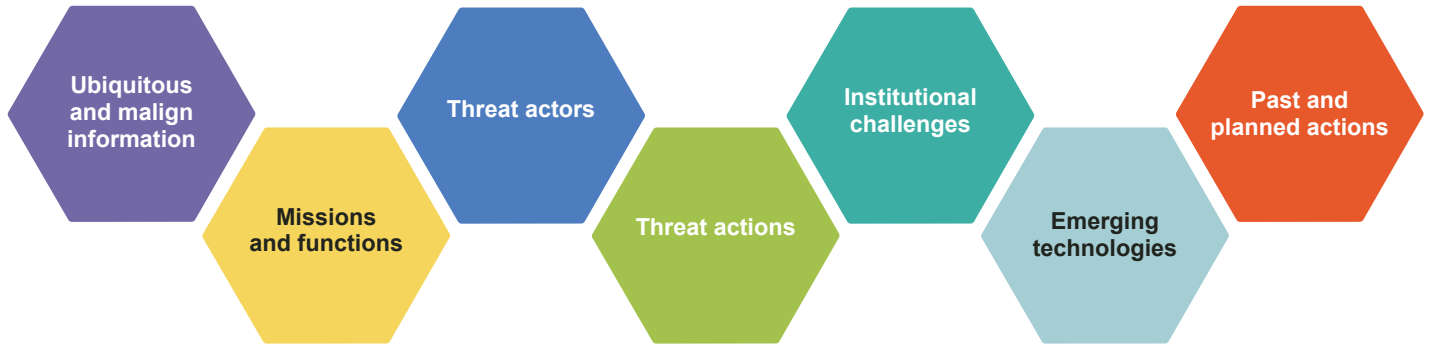 Ubiquitous
and malign
information
Missions
and functions
Threat actors
Threat actions
Institutional
challenges
Emerging
technologies
Past and
planned actions